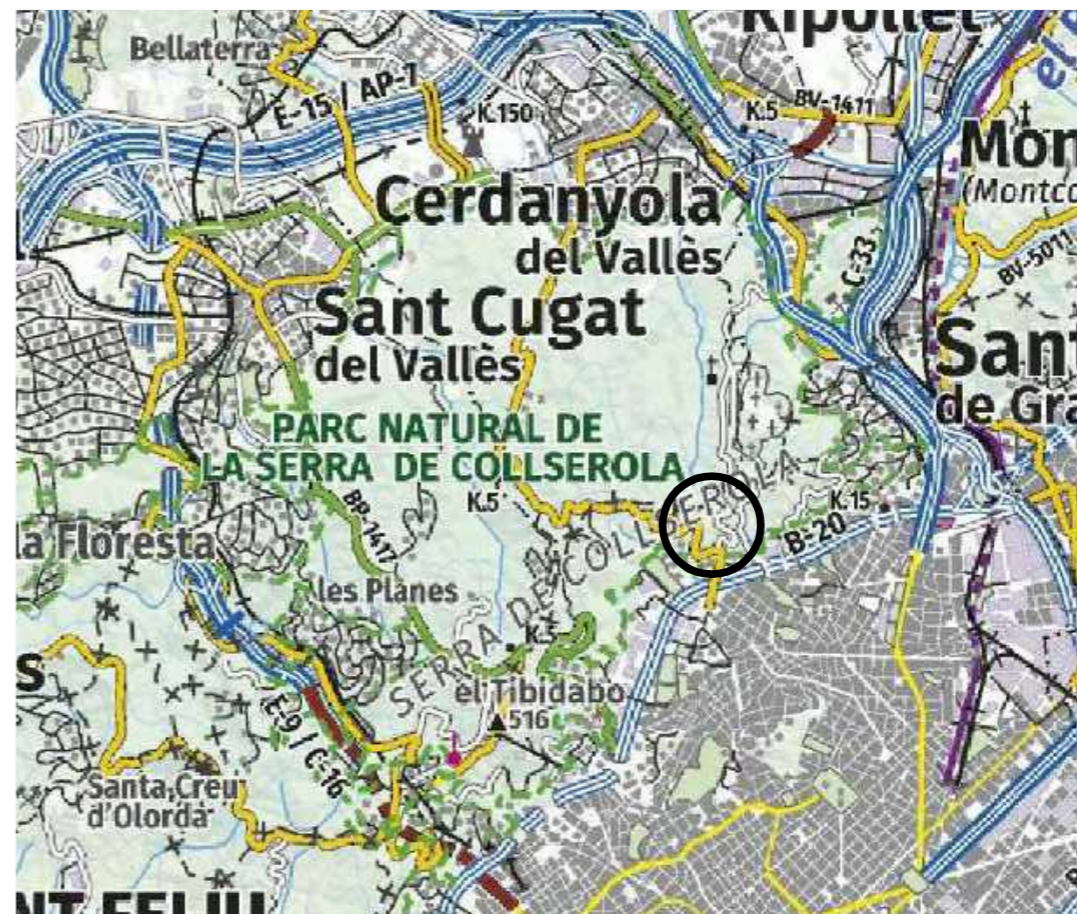 Ripollet
Bellaterra
E-15 / AP-7
K.150
K.5
BV-1411
Mon
(Montc
Cerdanyola
del Vallès
C-33
BV-5011
Sant Cugat
del Vallès
Sant
de Gra
PARC NATURAL DE
LA SERRA DE COLLSEROLA
K.5
BP-1417
K.15
B-20
la Floresta
les Planes
SERRA DE COLLSEROLA
K.5
s
el Tibidabo
516
E-9 / C-16
Santa Creu
d'Olorda
NT FELIU